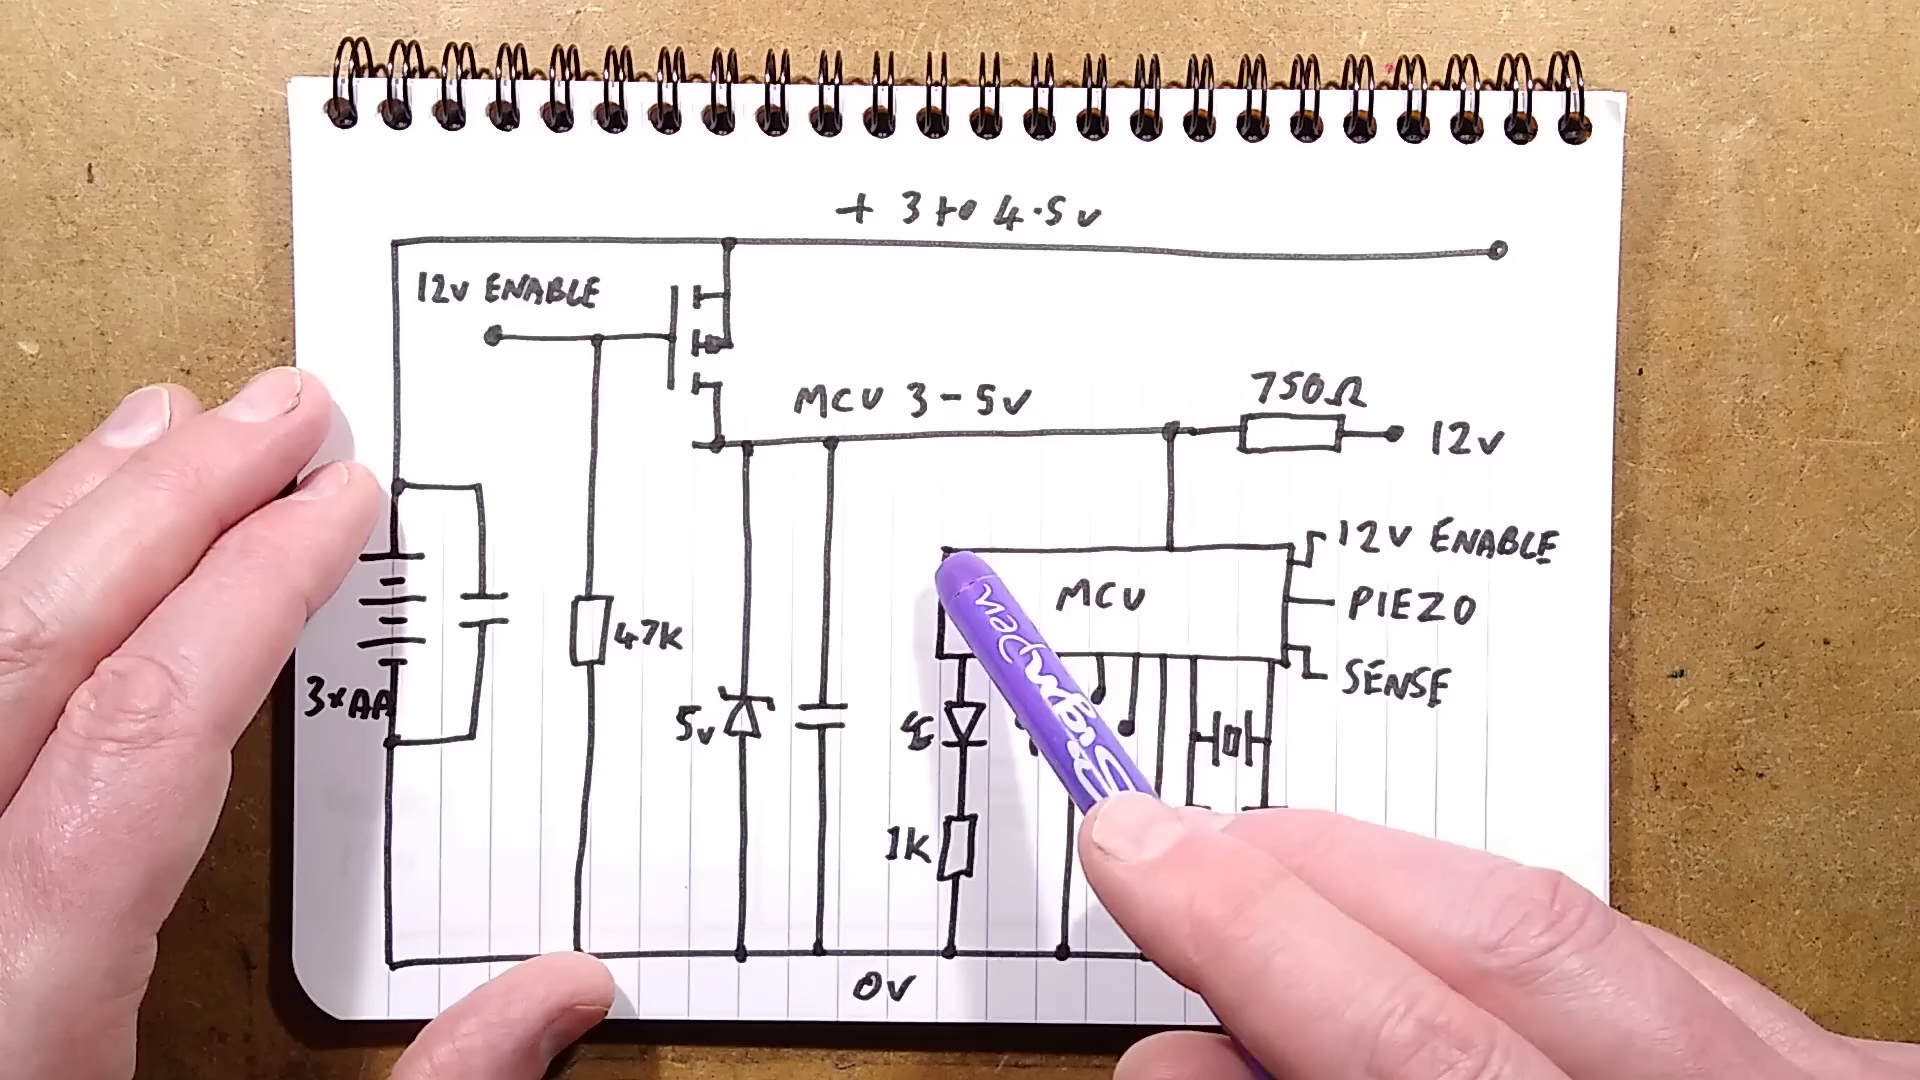 + 3 to 4.5v
12v ENABLE
MCU 3-5v
750Ω
12v
12V ENABLE
MCU
PIEZO
SENSE
47K
3xAA
5v
1K
0V
Sharpie